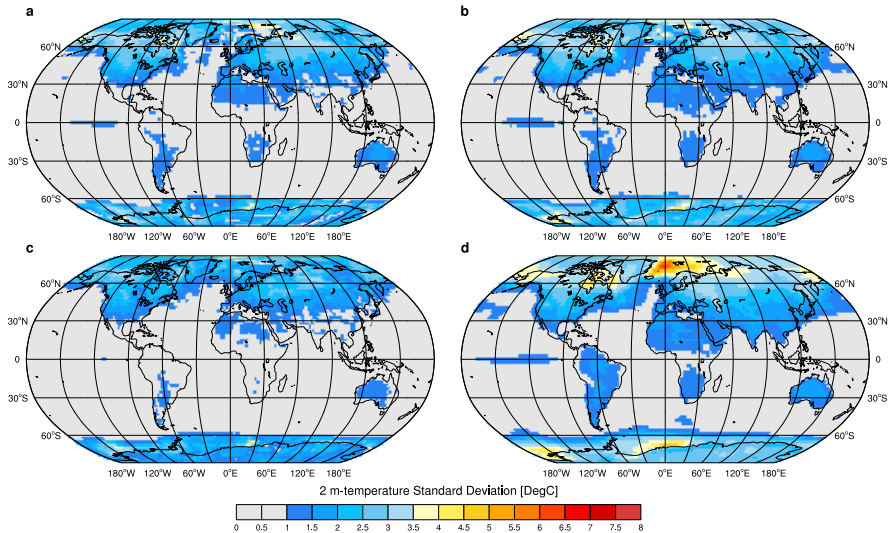 a
b
60°N
60°N
30°N
30°N
0
0
30°S
30°S
60°S
60°S
180°W 120°W 60°W 0°E 60°E 120°E 180°E
180°W 120°W 60°W 0°E 60°E 120°E 180°E
c
d
60°N
60°N
30°N
30°N
0
0
30°S
30°S
60°S
60°S
180°W 120°W 60°W 0°E 60°E 120°E 180°E
180°W 120°W 60°W 0°E 60°E 120°E 180°E
2 m-temperature Standard Deviation [DegC]
0 0.5 1 1.5 2 2.5 3 3.5 4 4.5 5 5.5 6 6.5 7 7.5 8